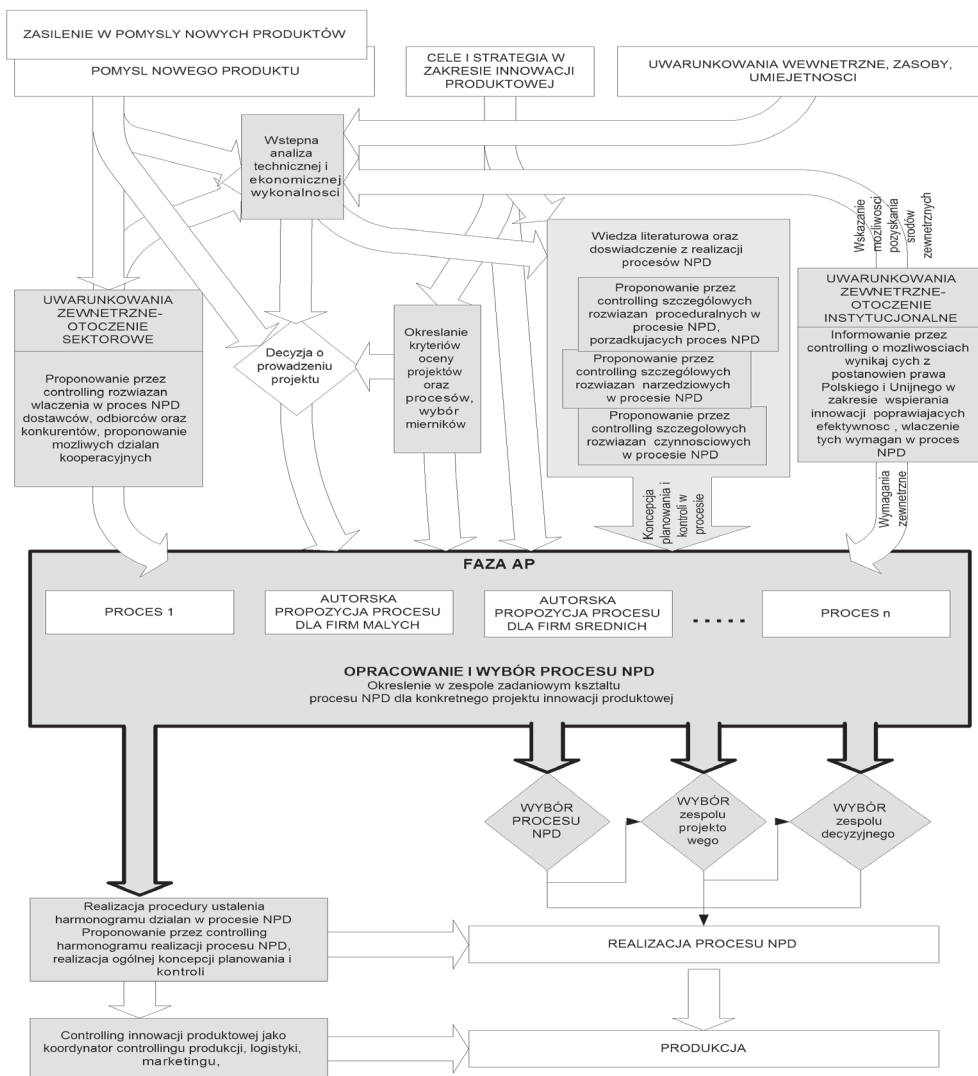 ZASILENIE W POMYSLY NOWYCH PRODUKTÓW
POMYSL NOWEGO PRODUKTU
CELE I STRATEGIA W
ZAKRESIE INNOWACJI
PRODUKTOWEJ
UWARUNKOWANIA WEWNETRZNE, ZASOBY,
UMIEJETNOSCI
Wstepna
analiza
technicznej i
ekonomicznej
wykonalnosci
Wskazanie
możliwosci
pozyskania
środów
zewnetrznych
Wiedza literaturowa oraz
doswiadczenie z realizacji
procesów NPD
Proponowanie przez
controlling szczególowych
rozwiazan proceduralnych w
procesie NPD,
porzadkujacych proces NPD
Proponowanie przez
controlling szczególowych
rozwiazan narzedziowych
w procesie NPD
Proponowanie przez
controlling szczegolowych
rozwiazan czynnosciowych
w procesie NPD
UWARUNKOWANIA
ZEWNETRZNE-
OTOCZENIE
SEKTOROWE
Proponowanie przez
controlling rozwiazan
wlaczenia w proces NPD
dostawców, odbiorców oraz
konkurentów, proponowanie
mozliwych dzialan
kooperacyjnych
Decyzja o
prowadzeniu
projektu
Okreslanie
kryteriów
oceny
projektów
oraz
procesów,
wybór
mierników
UWARUNKOWANIA
ZEWNETRZNE-
OTOCZENIE
INSTYTUCJONALNE
Informowanie przez
controlling o mozliwosciach
wynikaj cych z
postanowien prawa
Polskiego i Unijnego w
zakresie wspierania
innowacji poprawiajacych
efektywnosc , wlaczenie
tych wymagan w proces
NPD
Koncepcja
planowania i
kontroli w
procesie
Wymagania
zewnetrzne
FAZA AP
PROCES 1
AUTORSKA
PROPOZYCJA PROCESU
DLA FIRM MALYCH
AUTORSKA
PROPOZYCJA PROCESU
DLA FIRM SREDNICH
.....
PROCES n
OPRACOWANIE I WYBÓR PROCESU NPD
Okreslenie w zespole zadaniowym kształtu
procesu NPD dla konkretnego projektu innowacji produktowej
WYBÓR
PROCESU
NPD
WYBÓR
zespolu
projekto
wego
WYBÓR
zespolu
decyzyjnego
Realizacja procedury ustalenia
harmonogramu dzialan w procesie NPD
Proponowanie przez controlling
harmonogramu realizacji procesu NPD,
realizacja ogólnej koncepcji planowania i
kontroli
REALIZACJA PROCESU NPD
Controlling innowacji produktowej jako
koordynator controllingu produkcji, logistyki,
marketingu,
PRODUKCJA